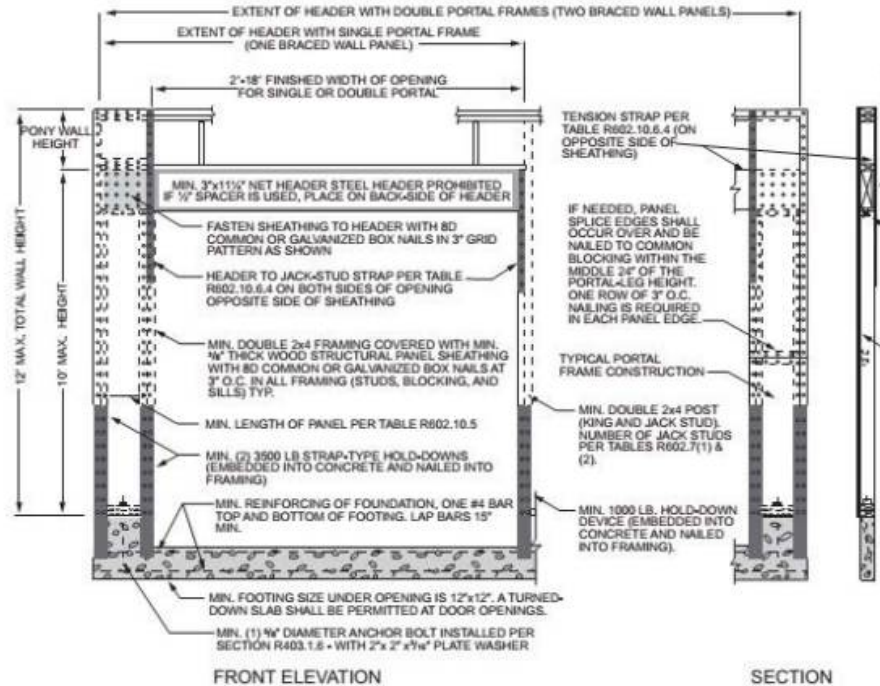 EXTENT OF HEADER WITH DOUBLE PORTAL FRAMES (TWO BRACED WALL PANELS)
EXTENT OF HEADER WITH SINGLE PORTAL FRAME
(ONE BRACED WALL PANEL)
2'-18' FINISHED WIDTH OF OPENING
FOR SINGLE OR DOUBLE PORTAL
PONY WALL
HEIGHT
12' MAX. TOTAL WALL HEIGHT
10' MAX. HEIGHT
MIN. 3"x11¼" NET HEADER STEEL HEADER PROHIBITED
IF ½" SPACER IS USED, PLACE ON BACK-SIDE OF HEADER
FASTEN SHEATHING TO HEADER WITH 8D
COMMON OR GALVANIZED BOX NAILS IN 3" GRID
PATTERN AS SHOWN
HEADER TO JACK-STUD STRAP PER TABLE
R602.10.6.4 ON BOTH SIDES OF OPENING
OPPOSITE SIDE OF SHEATHING
MIN. DOUBLE 2x4 FRAMING COVERED WITH MIN.
THICK WOOD STRUCTURAL PANEL SHEATHING
WITH 8D COMMON OR GALVANIZED BOX NAILS AT
3" O.C. IN ALL FRAMING (STUDS, BLOCKING, AND
SILLS) TYP.
MIN. LENGTH OF PANEL PER TABLE R602.10.5
MIN. (2) 3500 LB STRAP-TYPE HOLD-DOWNS
(EMBEDDED INTO CONCRETE AND NAILED INTO
FRAMING)
MIN. REINFORCING OF FOUNDATION, ONE #4 BAR
TOP AND BOTTOM OF FOOTING. LAP BARS 15"
MIN.
MIN. FOOTING SIZE UNDER OPENING IS 12"x12". A TURNED-
DOWN SLAB SHALL BE PERMITTED AT DOOR OPENINGS.
MIN. (1) DIAMETER ANCHOR BOLT INSTALLED PER
SECTION R403.1.6 - WITH 2"x 2" x³⁄₁₆" PLATE WASHER
FRONT ELEVATION
TENSION STRAP PER
TABLE R602.10.6.4 (ON
OPPOSITE SIDE OF
SHEATHING)
IF NEEDED, PANEL
SPLICE EDGES SHALL
OCCUR OVER AND BE
NAILED TO COMMON
BLOCKING WITHIN THE
MIDDLE 24" OF THE
PORTAL-LEG HEIGHT.
ONE ROW OF 3" O.C.
NAILING IS REQUIRED
IN EACH PANEL EDGE.
TYPICAL PORTAL
FRAME CONSTRUCTION
MIN. DOUBLE 2x4 POST
(KING AND JACK STUD).
NUMBER OF JACK STUDS
PER TABLES R602.7(1) &
(2).
MIN. 1000 LB. HOLD-DOWN
DEVICE (EMBEDDED INTO
CONCRETE AND NAILED
INTO FRAMING).
SECTION